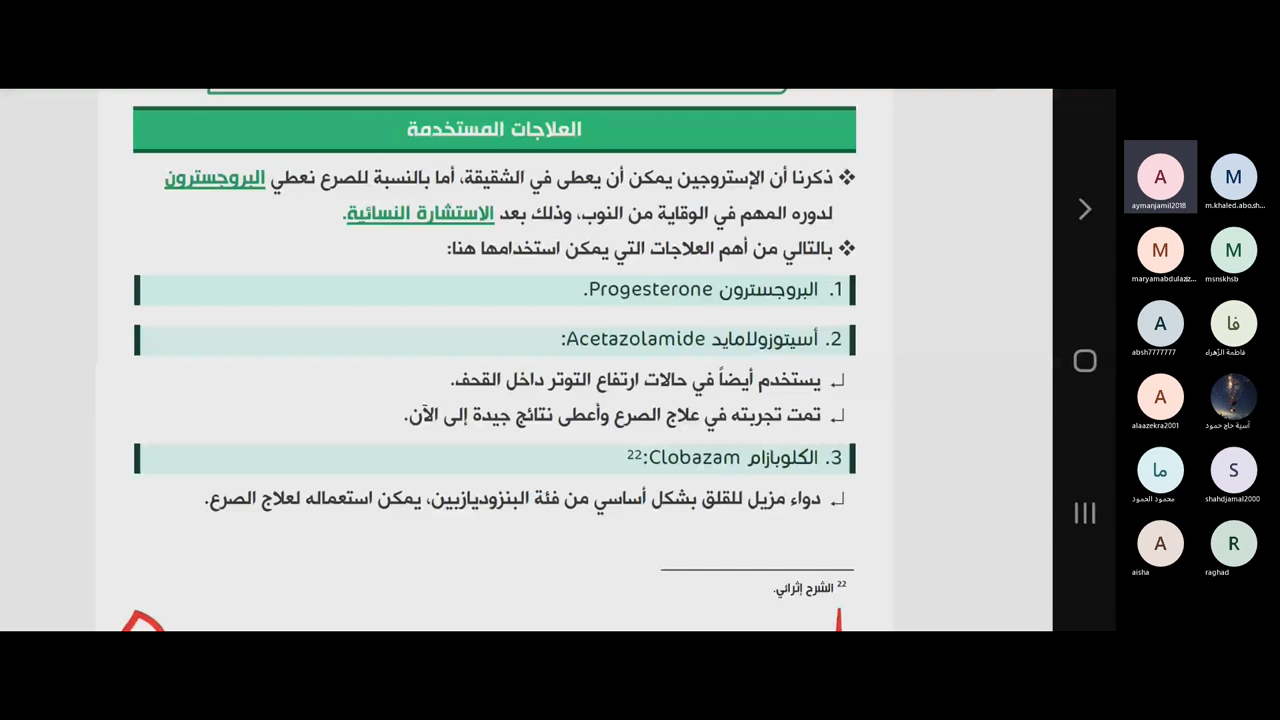 العلاجات المستخدمة
❖ ذكرنا أن الإستروجين يمكن أن يعطى في الشقيقة، أما بالنسبة للصرع نعطي البروجسترون
لدوره المهم في الوقاية من النوب، وذلك بعد الاستشارة النسائية.
❖ بالتالي من أهم العلاجات التي يمكن استخدامها هنا:
1. البروجسترون Progesterone.
2. أسيتوزولامايد Acetazolamide:
يستخدم أيضاً في حالات ارتفاع التوتر داخل القحف.
تمت تجربته في علاج الصرع وأعطى نتائج جيدة إلى الآن.
3. الكلوبازام Clobazam:²²
دواء مزيل للقلق بشكل أساسي من فئة البنزوديازبين، يمكن استعماله لعلاج الصرع.
²² الشرح إثرائي.
A
aymanjamil2018
M
m.khaled.abo.sh...
M
maryamabdulaziz...
M
msnskhsb
A
absh7777777
فا
فاطمة الزهراء
A
alaazekra2001
آسية حاج حمود
ما
محمود الحمود
S
shahdjamal2000
A
aisha
R
raghad